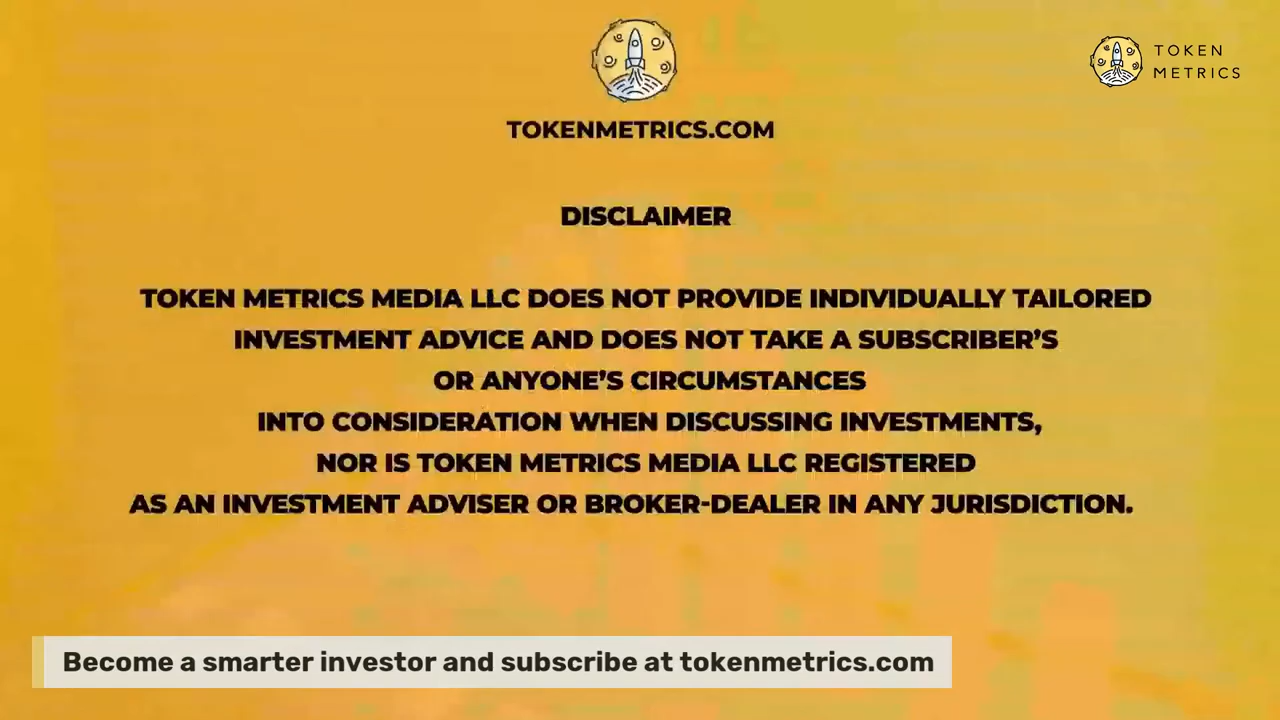 TOKEN
METRICS
TOKENMETRICS.COM
DISCLAIMER
TOKEN METRICS MEDIA LLC DOES NOT PROVIDE INDIVIDUALLY TAILORED
INVESTMENT ADVICE AND DOES NOT TAKE A SUBSCRIBER'S
OR ANYONE'S CIRCUMSTANCES
INTO CONSIDERATION WHEN DISCUSSING INVESTMENTS,
NOR IS TOKEN METRICS MEDIA LLC REGISTERED
AS AN INVESTMENT ADVISER OR BROKER-DEALER IN ANY JURISDICTION.
Become a smarter investor and subscribe at tokenmetrics.com